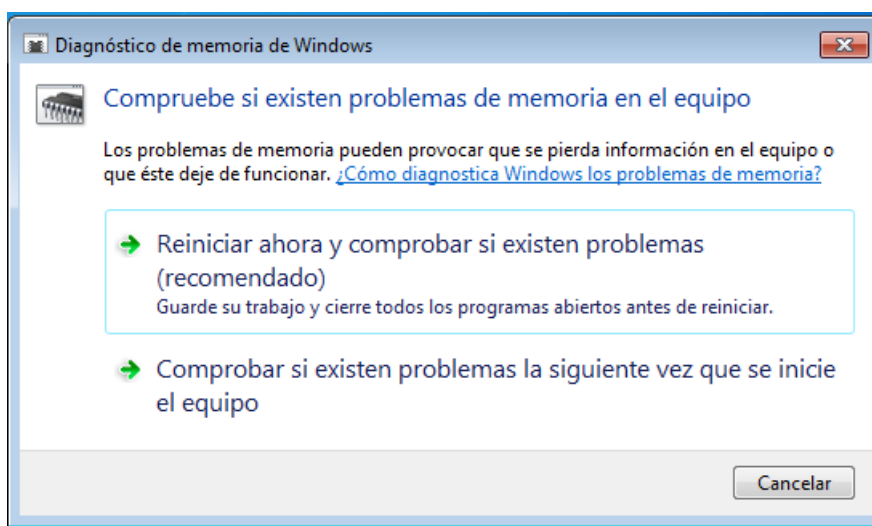 Diagnóstico de memoria de Windows
Compruebe si existen problemas de memoria en el equipo
Los problemas de memoria pueden provocar que se pierda información en el equipo o
que éste deje de funcionar. ¿Cómo diagnostica Windows los problemas de memoria?
Reiniciar ahora y comprobar si existen problemas
(recomendado)
Guarde su trabajo y cierre todos los programas abiertos antes de reiniciar.
Comprobar si existen problemas la siguiente vez que se inicie
el equipo
Cancelar